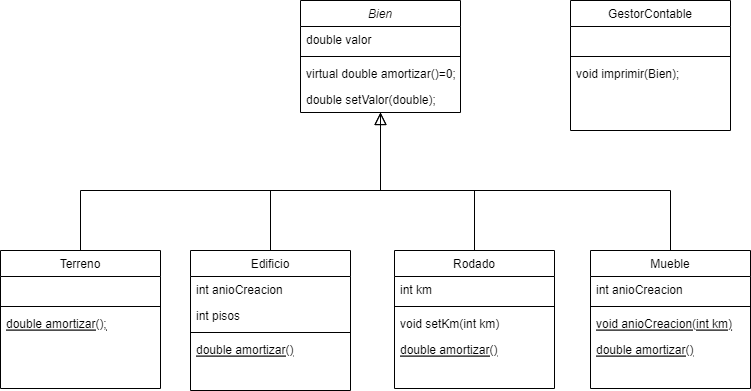 Bien
double valor
virtual double amortizar()=0;
double setValor(double);
GestorContable
void imprimir(Bien);
Terreno
double amortizar();
Edificio
int anioCreacion
int pisos
double amortizar()
Rodado
int km
void setKm(int km)
double amortizar()
Mueble
int anioCreacion
void anioCreacion(int km)
double amortizar()